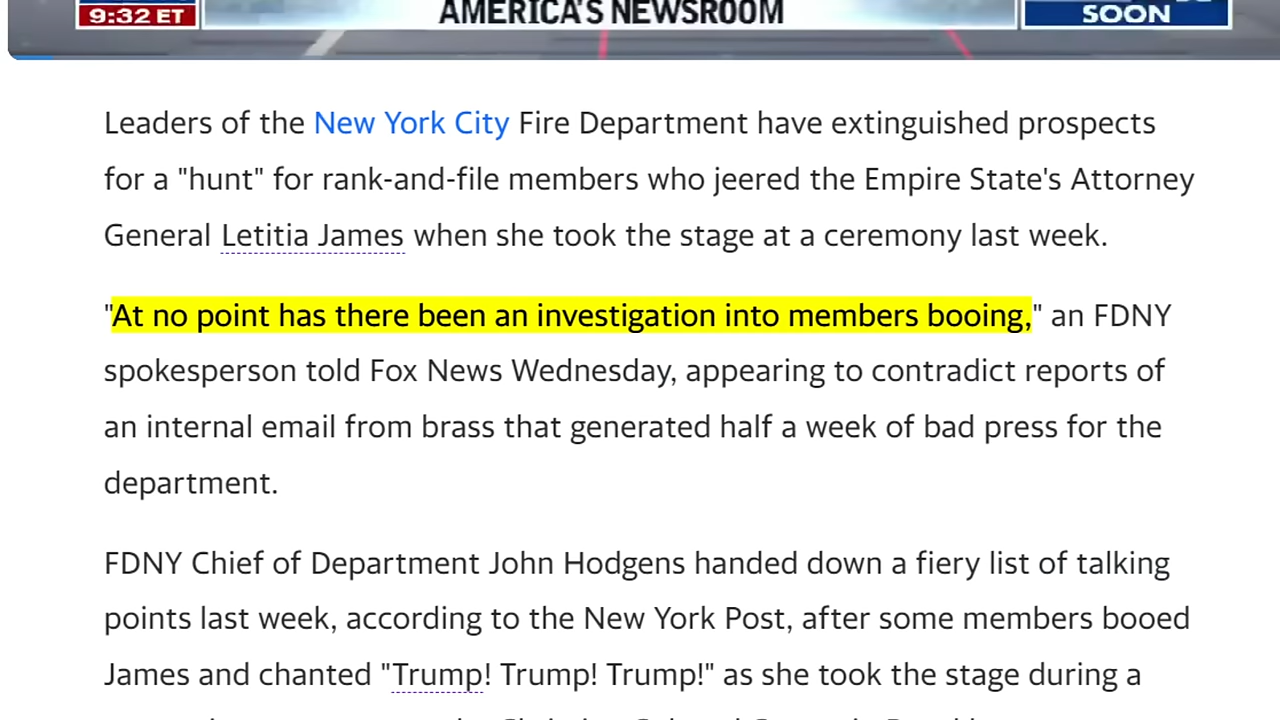 9:32 ET
AMERICA'S NEWSROOM
SOON
Leaders of the New York City Fire Department have extinguished prospects
for a "hunt" for rank-and-file members who jeered the Empire State's Attorney
General Letitia James when she took the stage at a ceremony last week.
"At no point has there been an investigation into members booing," an FDNY
spokesperson told Fox News Wednesday, appearing to contradict reports of
an internal email from brass that generated half a week of bad press for the
department.
FDNY Chief of Department John Hodgens handed down a fiery list of talking
points last week, according to the New York Post, after some members booed
James and chanted "Trump! Trump! Trump!" as she took the stage during a